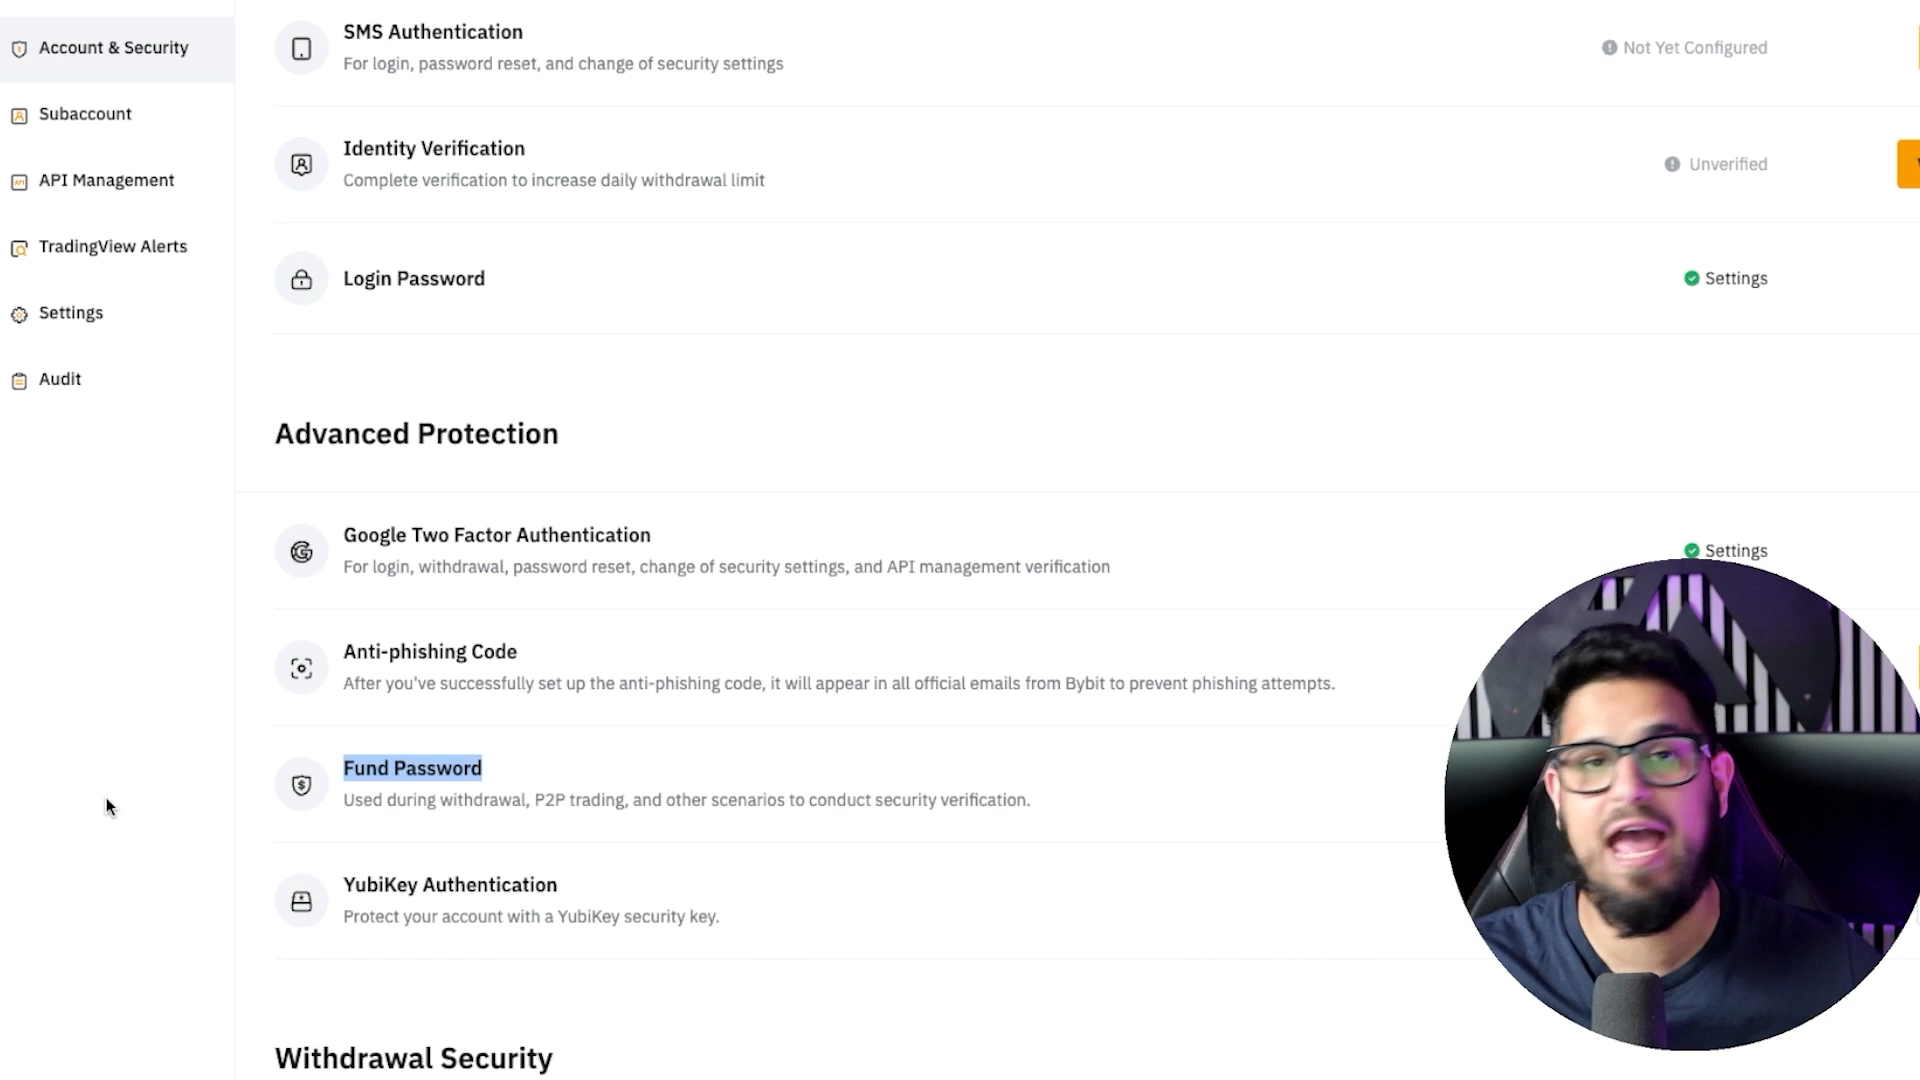 Account & Security
Subaccount
API Management
TradingView Alerts
Settings
Audit
SMS Authentication
For login, password reset, and change of security settings
Not Yet Configured
Identity Verification
Complete verification to increase daily withdrawal limit
Unverified
Login Password
Settings
Advanced Protection
Google Two Factor Authentication
For login, withdrawal, password reset, change of security settings, and API management verification
Settings
Anti-phishing Code
After you've successfully set up the anti-phishing code, it will appear in all official emails from Bybit to prevent phishing attempts.
Fund Password
Used during withdrawal, P2P trading, and other scenarios to conduct security verification.
YubiKey Authentication
Protect your account with a YubiKey security key.
Withdrawal Security